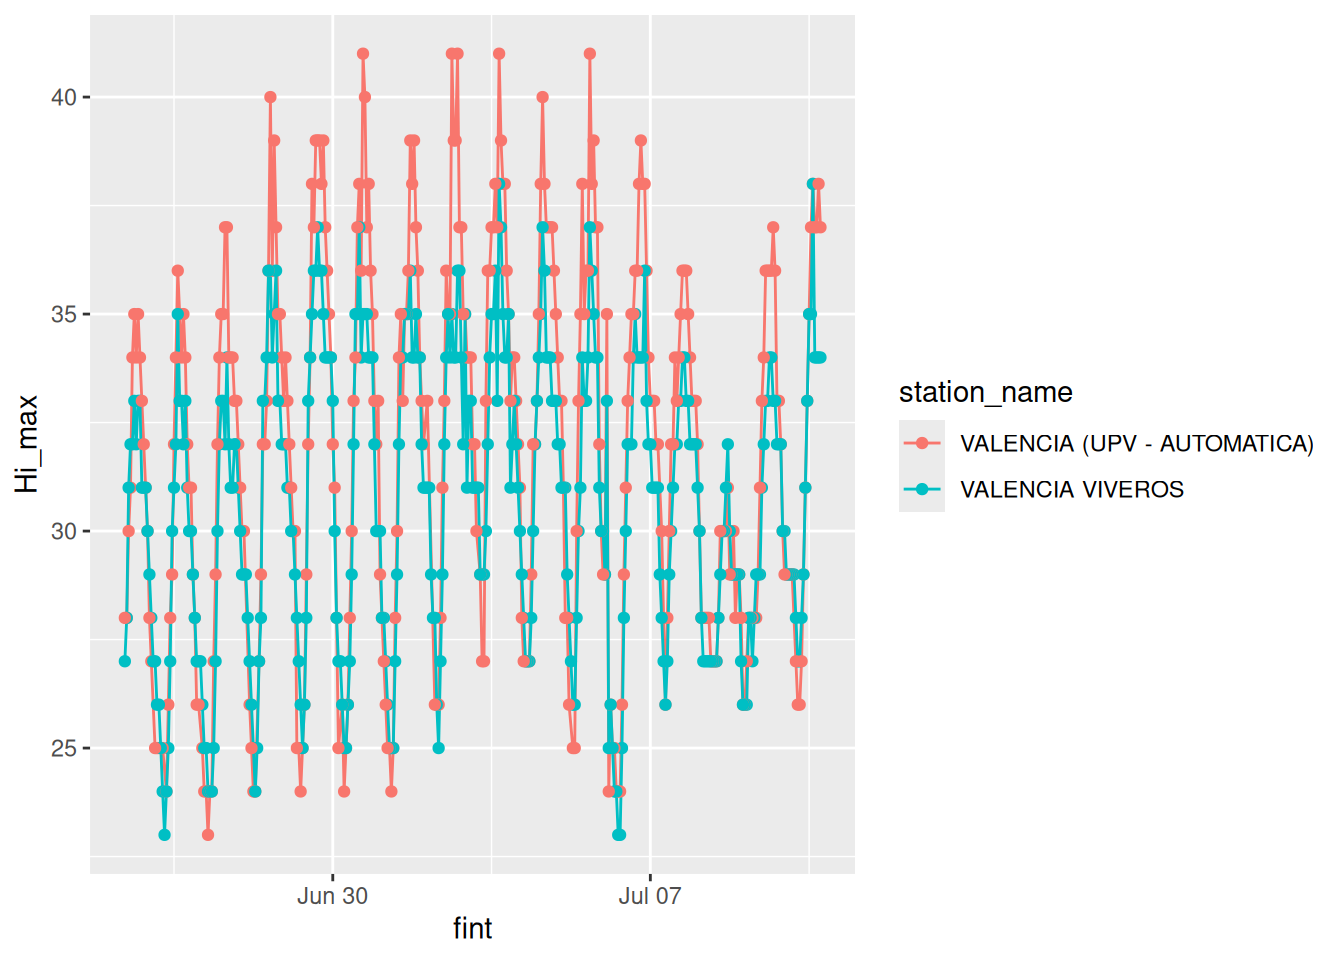 40
35
30
25
Hi_max
Jun 30
Jul 07
fint
station_name
VALENCIA (UPV - AUTOMATICA)
VALENCIA VIVEROS